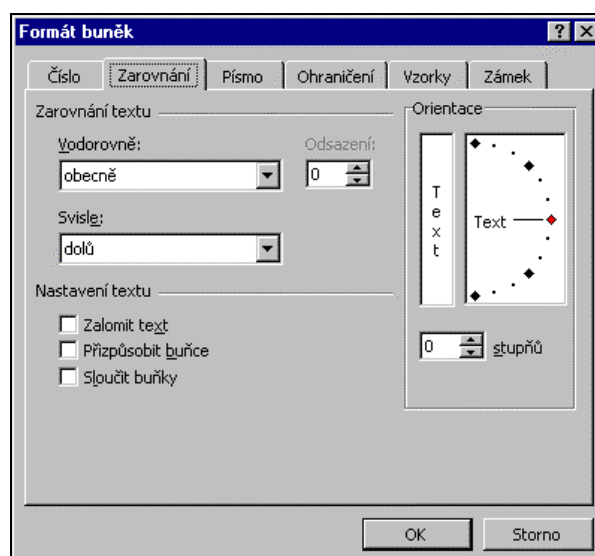 Formát buněk
Číslo Zarovnání Písmo Ohraničení Vzorky Zámek
Zarovnání textu
Vodorovně:
obecně
Odsazení:
0
Svisle:
dolů
Nastavení textu
Zalomit text
Přizpůsobit buňce
Sloučit buňky
Orientace
T
e
x
t
Text
0 stupňů
OK Storno